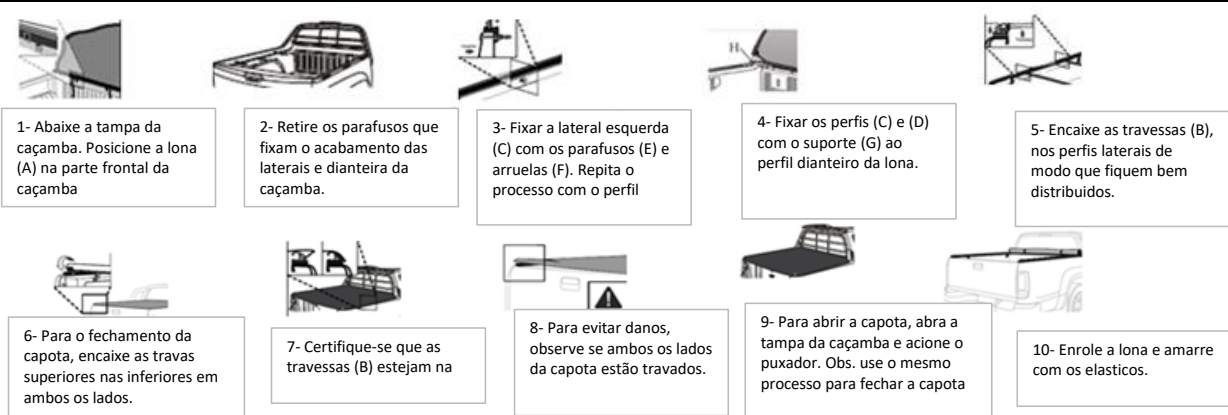 1- Abaixe a tampa da
caçamba. Posicione a lona
(A) na parte frontal da
caçamba
2- Retire os parafusos que
fixam o acabamento das
laterais e dianteira da
caçamba.
3- Fixar a lateral esquerda
(C) com os parafusos (E) e
arruelas (F). Repita o
processo com o perfil
H
4- Fixar os perfis (C) e (D)
com o suporte (G) ao
perfil dianteiro da lona.
5- Encaixe as travessas (B),
nos perfis laterais de
modo que fiquem bem
distribuidos.
6- Para o fechamento da
capota, encaixe as travas
superiores nas inferiores em
ambos os lados.
7- Certifique-se que as
travessas (B) estejam na
8- Para evitar danos,
observe se ambos os lados
da capota estão travados.
9- Para abrir a capota, abra a
tampa da caçamba e acione o
puxador. Obs. use o mesmo
processo para fechar a capota
10- Enrole a lona e amarre
com os elasticos.